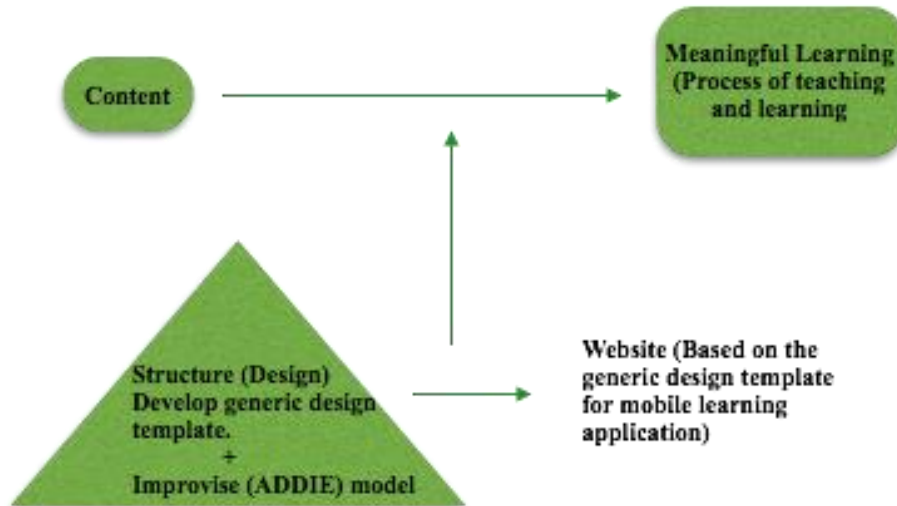 Content
Meaningful Learning
(Process of teaching
and learning
Structure (Design)
Develop generic design
template.
+
Improvise (ADDIE) model
Website (Based on the
generic design template
for mobile learning
application)